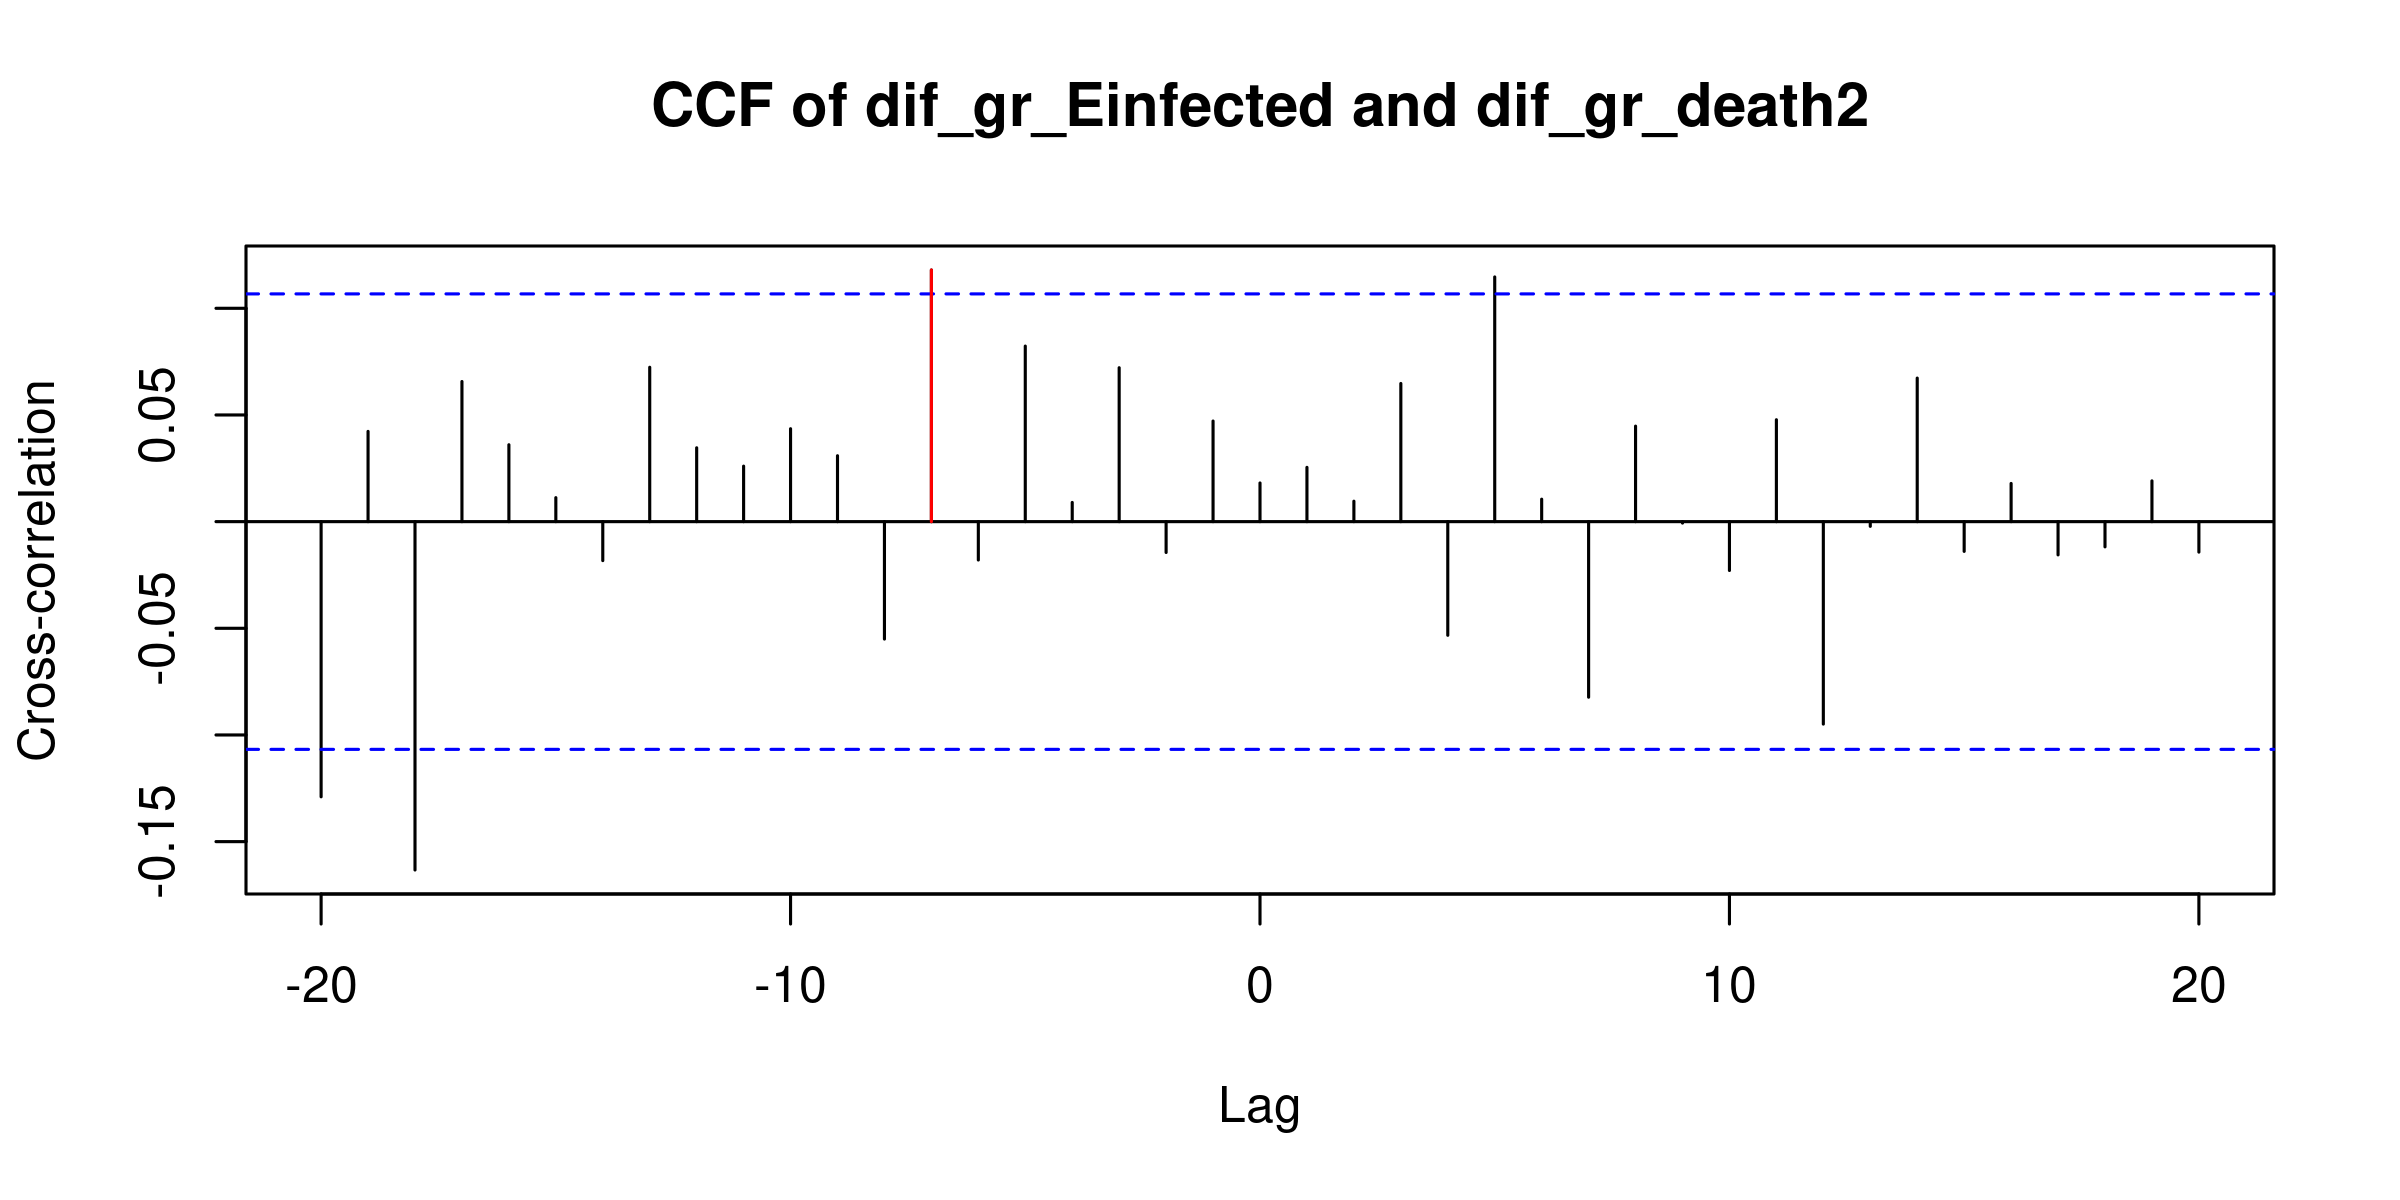 CCF of dif_gr_Einfected and dif_gr_death2
Cross-correlation
0.05
-0.05
-0.15
-20 -10 0 10 20
Lag